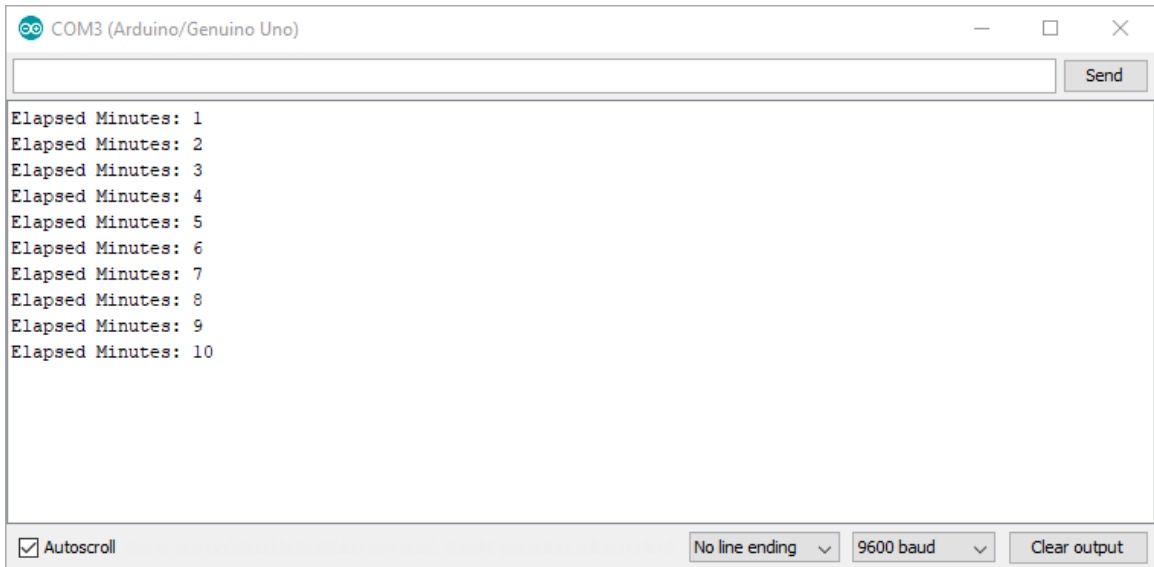 COM3 (Arduino/Genuino Uno)
Send
Elapsed Minutes: 1
Elapsed Minutes: 2
Elapsed Minutes: 3
Elapsed Minutes: 4
Elapsed Minutes: 5
Elapsed Minutes: 6
Elapsed Minutes: 7
Elapsed Minutes: 8
Elapsed Minutes: 9
Elapsed Minutes: 10
Autoscroll No line ending 9600 baud Clear output